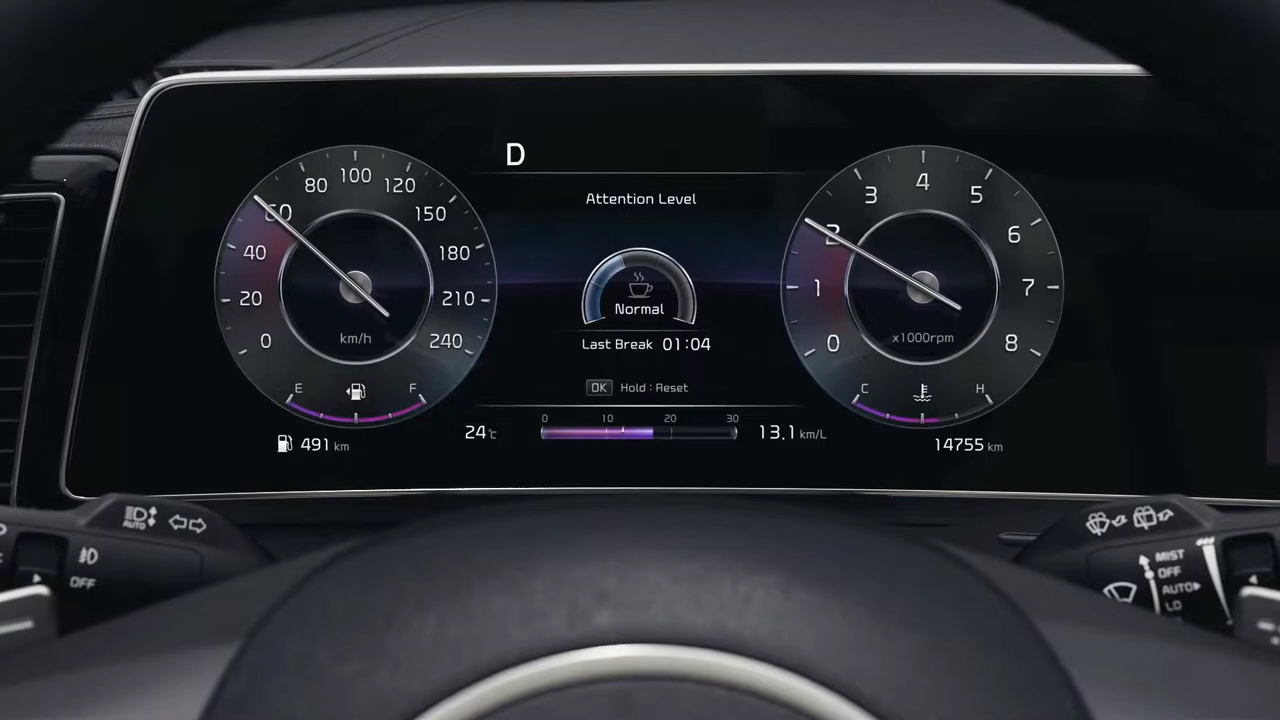 D
Attention Level
Normal
Last Break 01:04
OK Hold : Reset
0 10 20 30
24°C
13.1 km/L
0
20
40
60
80
100
120
150
180
210
240
km/h
E F
491 km
0
1
2
3
4
5
6
7
8
x1000rpm
C H
14755 km
AUTO
OFF
MIST
OFF
AUTO
LO